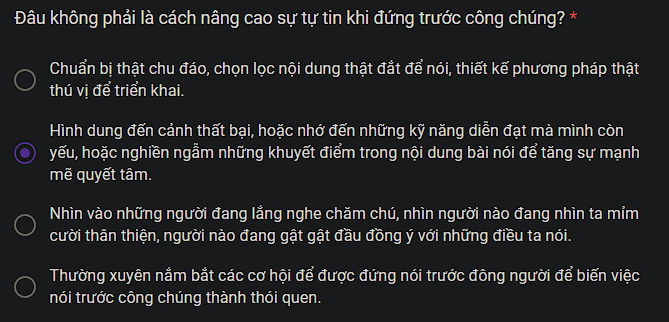 Đâu không phải là cách nâng cao sự tự tin khi đứng trước công chúng? *
Chuẩn bị thật chu đáo, chọn lọc nội dung thật đắt để nói, thiết kế phương pháp thật
thú vị để triển khai.
Hình dung đến cảnh thất bại, hoặc nhớ đến những kỹ năng diễn đạt mà mình còn
yếu, hoặc nghiền ngẫm những khuyết điểm trong nội dung bài nói để tăng sự mạnh
mẽ quyết tâm.
Nhìn vào những người đang lắng nghe chăm chú, nhìn người nào đang nhìn ta mỉm
cười thân thiện, người nào đang gật gật đầu đồng ý với những điều ta nói.
Thường xuyên nắm bắt các cơ hội để được đứng nói trước đông người để biến việc
nói trước công chúng thành thói quen.